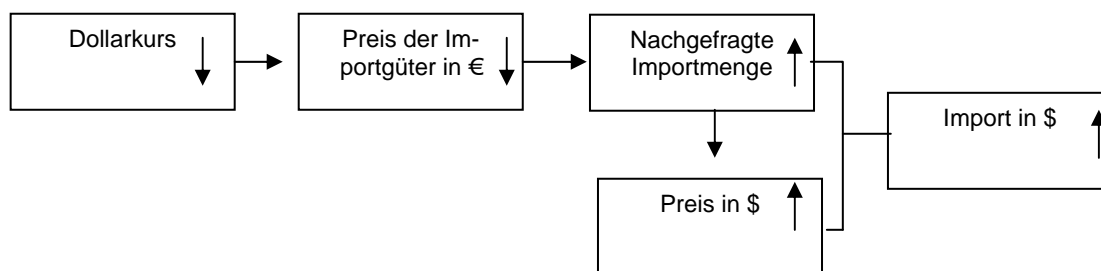 Dollarkurs
Preis der Im-
portgüter in €
Nachgefragte
Importmenge
Import in $
Preis in $